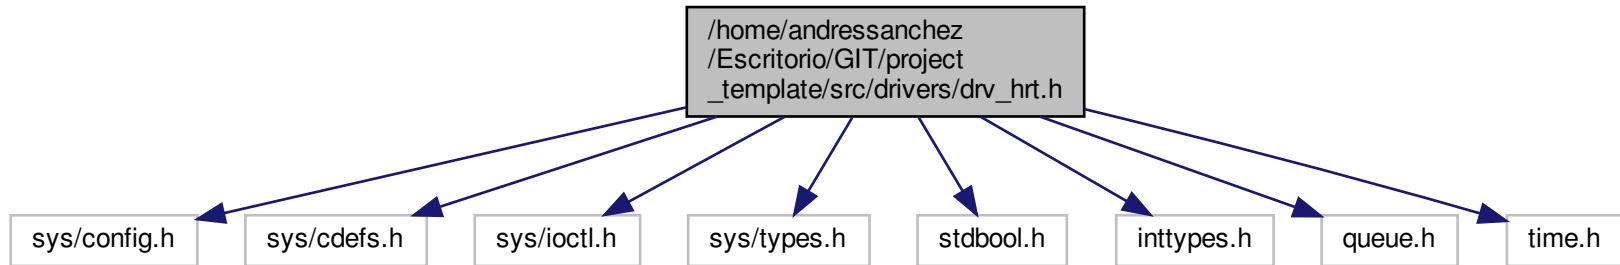 /home/andressanchez
/Escritorio/GIT/project
_template/src/drivers/drv_hrt.h
sys/config.h
sys/cdefs.h
sys/ioctl.h
sys/types.h
stdbool.h
inttypes.h
queue.h
time.h